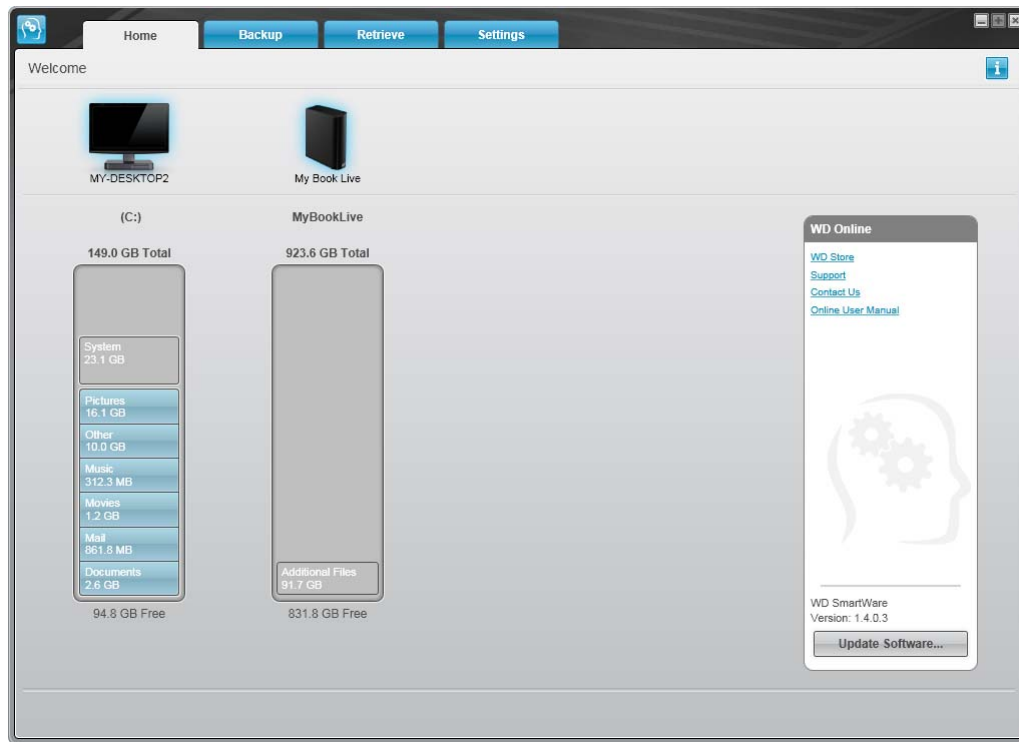 Home
Backup
Retrieve
Settings
Welcome
i
MY-DESKTOP2
My Book Live
(C:)
149.0 GB Total
System
23.1 GB
Pictures
16.1 GB
Other
10.0 GB
Music
312.3 MB
Movies
1.2 GB
Mail
861.8 MB
Documents
2.6 GB
94.8 GB Free
MyBookLive
923.6 GB Total
Additional Files
91.7 GB
831.8 GB Free
WD Online
WD Store
Support
Contact Us
Online User Manual
WD SmartWare
Version: 1.4.0.3
Update Software...